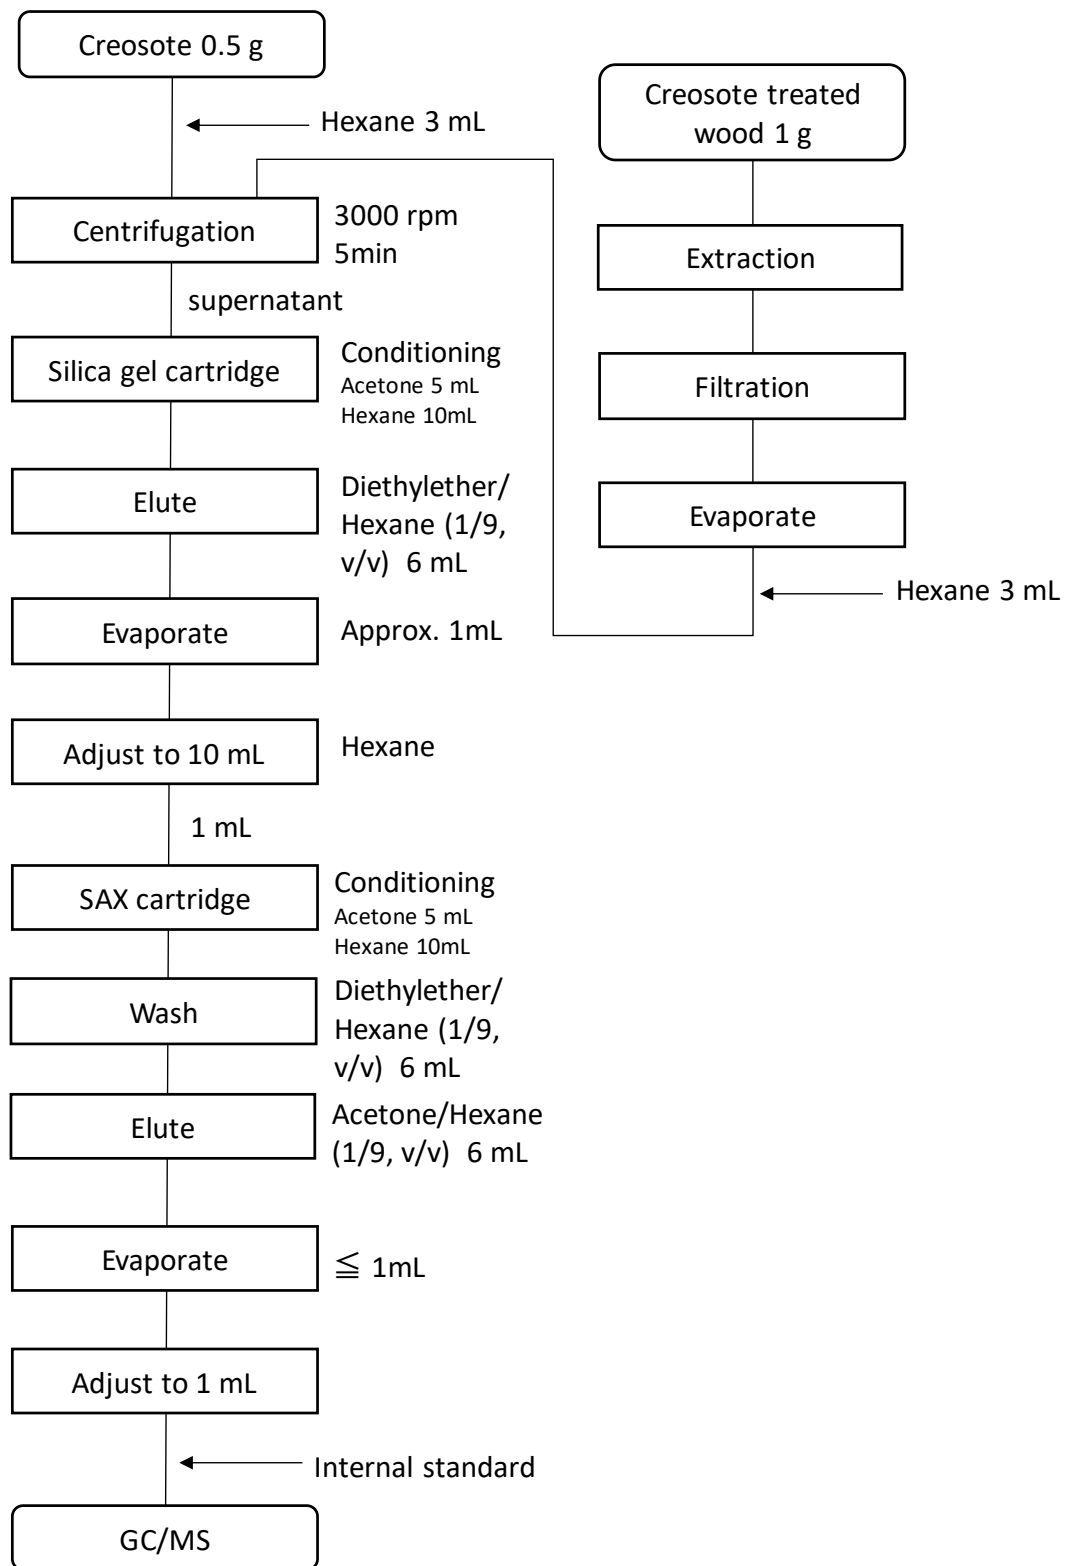 Creosote 0.5 g
Hexane 3 mL
Centrifugation
3000 rpm
5min
supernatant
Silica gel cartridge
Conditioning
Acetone 5 mL
Hexane 10mL
Elute
Diethylether/
Hexane (1/9,
v/v) 6 mL
Evaporate
Approx. 1mL
Adjust to 10 mL
Hexane
1 mL
SAX cartridge
Conditioning
Acetone 5 mL
Hexane 10mL
Wash
Diethylether/
Hexane (1/9,
v/v) 6 mL
Elute
Acetone/Hexane
(1/9, v/v) 6 mL
Evaporate
≦ 1mL
Adjust to 1 mL
Internal standard
GC/MS
Creosote treated
wood 1 g
Extraction
Filtration
Evaporate
Hexane 3 mL